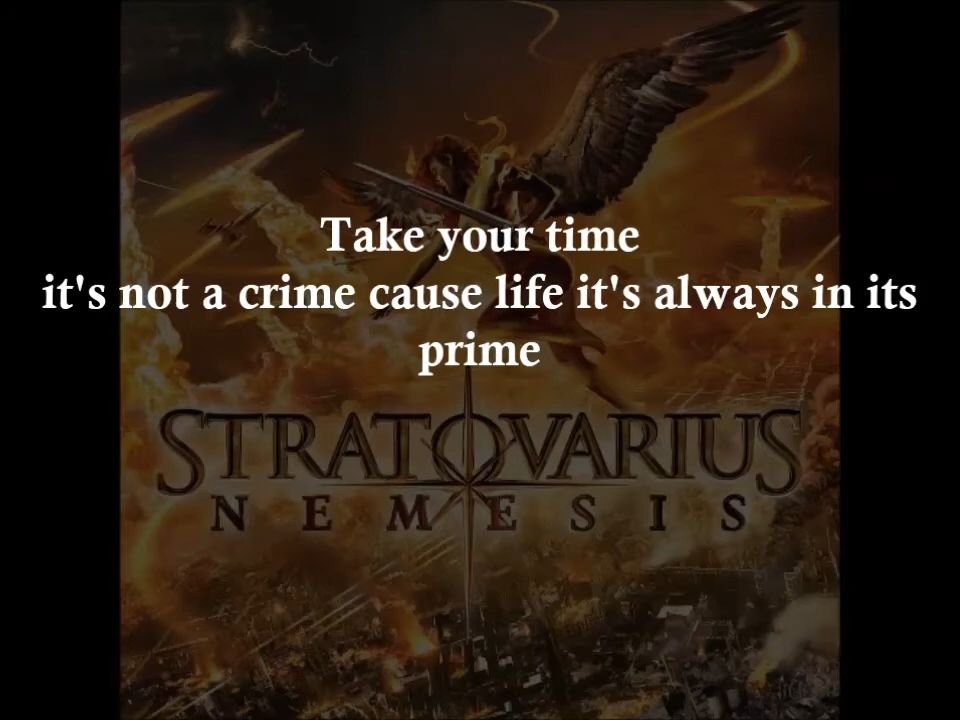 Take your time
it's not a crime cause life it's always in its
prime
STRATOVARIUS
NEMESIS